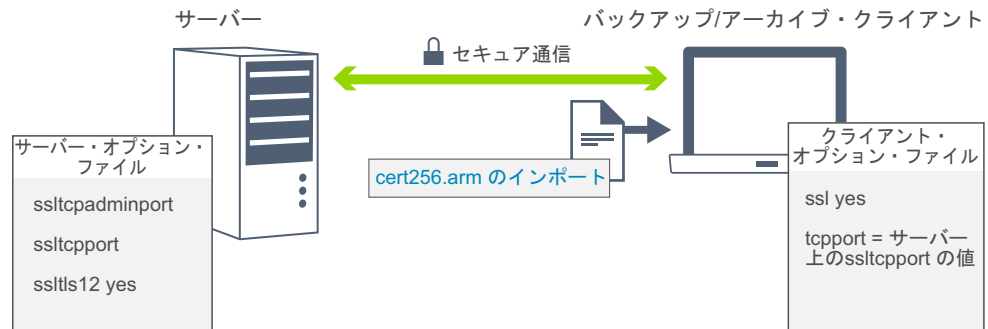 サーバー
バックアップ/アーカイブ・クライアント
セキュア通信
サーバー・オプション・
ファイル
ssltcpadminport
ssltcpport
ssltls12 yes
cert256.arm のインポート
クライアント・
オプション・ファイル
ssl yes
tcpport = サーバー
上のssltcpport の値